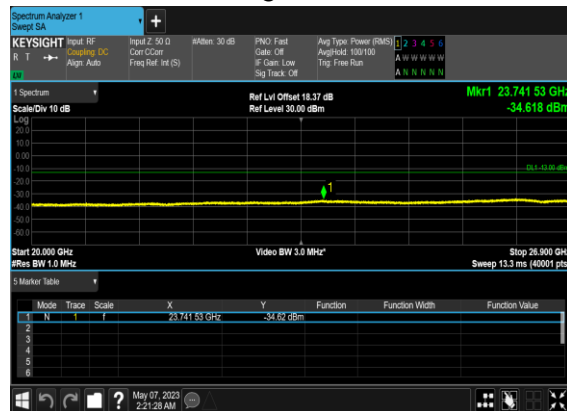 Spectrum Analyzer 1
Swept SA
+
KEYSIGHT Input: RF Input Z: 50 Ω #Atten: 30 dB PNO: Fast Avg Type: Power (RMS) 1 2 3 4 5 6
R T Coupling: DC Corr CCorr Gate: Off Avg|Hold: 100/100 A W W W W W
Align: Auto Freq Ref: Int (S) IF Gain: Low Trig: Free Run
Sig Track: Off A N N N N N
1 Spectrum Ref Lvl Offset 18.37 dB Mkr1 23.741 53 GHz
Scale/Div 10 dB Ref Level 30.00 dBm -34.618 dBm
Log
20.0
10.0
0.00
-10.0
DL1 -13.00 dBm
-20.0
1
-30.0
-40.0
-50.0
-60.0
Start 20.000 GHz Video BW 3.0 MHz* Stop 26.900 GHz
#Res BW 1.0 MHz Sweep 13.3 ms (40001 pts)
5 Marker Table
Mode Trace Scale X Y Function Function Width Function Value
1 N 1 f 23.741 53 GHz -34.62 dBm
2
3
4
5
6
? May 07, 2023
2:21:28 AM